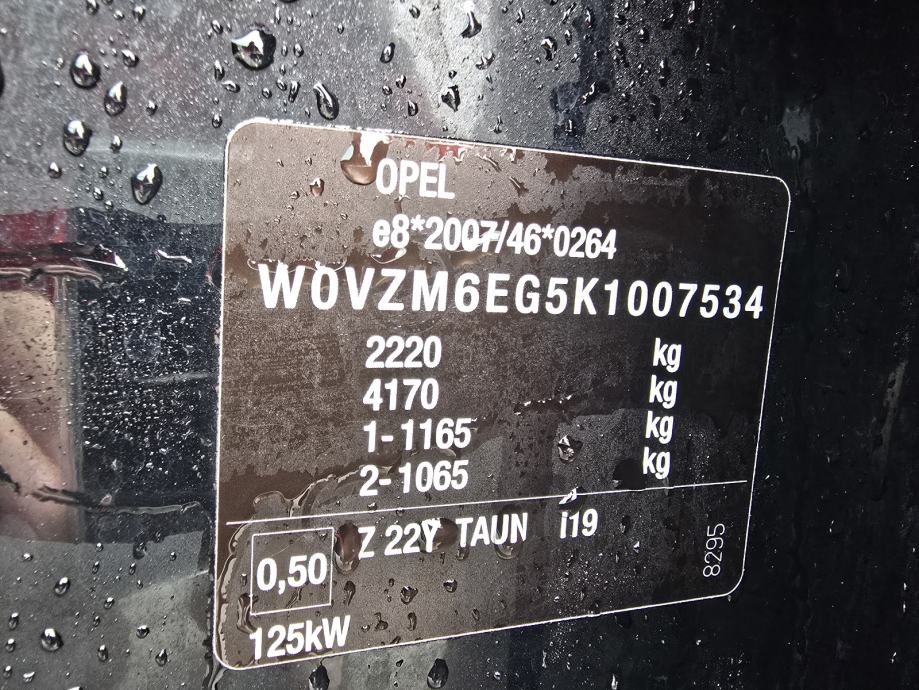 OPEL
e8*2007/46*0264
W0VZM6EG5K1007534
2220 kg
4170 kg
1-1165 kg
2-1065 kg
Z 22Y TAUN i19
0,50
125kW
8295